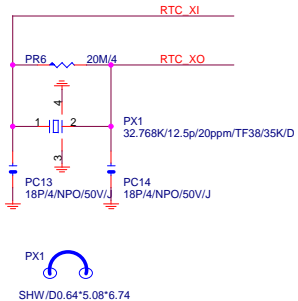 RTC_XI
PR6 20M/4 RTC_XO
4
1 2 PX1
32.768K/12.5p/20ppm/TF38/35K/D
3
PC13 PC14
18P/4/NPO/50V/J 18P/4/NPO/50V/J
PX1
SHW/D0.64*5.08*6.74